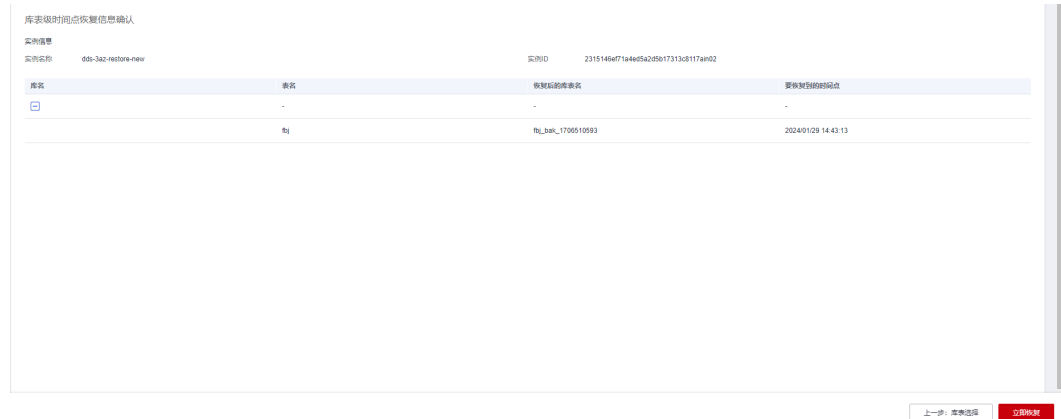 库表级时间点恢复信息确认
实例信息
实例名称 dds-3az-restore-new 实例ID 2315146ef71a4ed5a2d5b17313c8117ain02
库名 表名 恢复后的库表名 要恢复到的时间点
- - -
fbj fbj_bak_1706510593 2024/01/29 14:43:13
上一步：库表选择 立即恢复